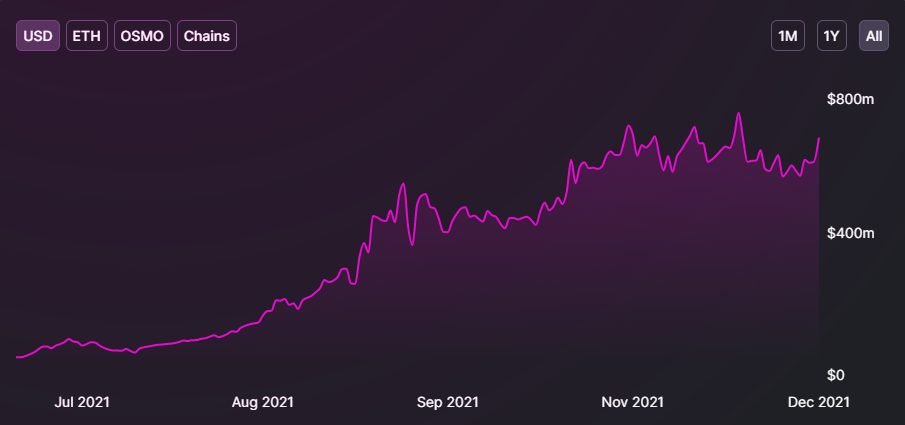 USD ETH OSMO Chains 1M 1Y All
$800m
$400m
$0
Jul 2021 Aug 2021 Sep 2021 Nov 2021 Dec 2021